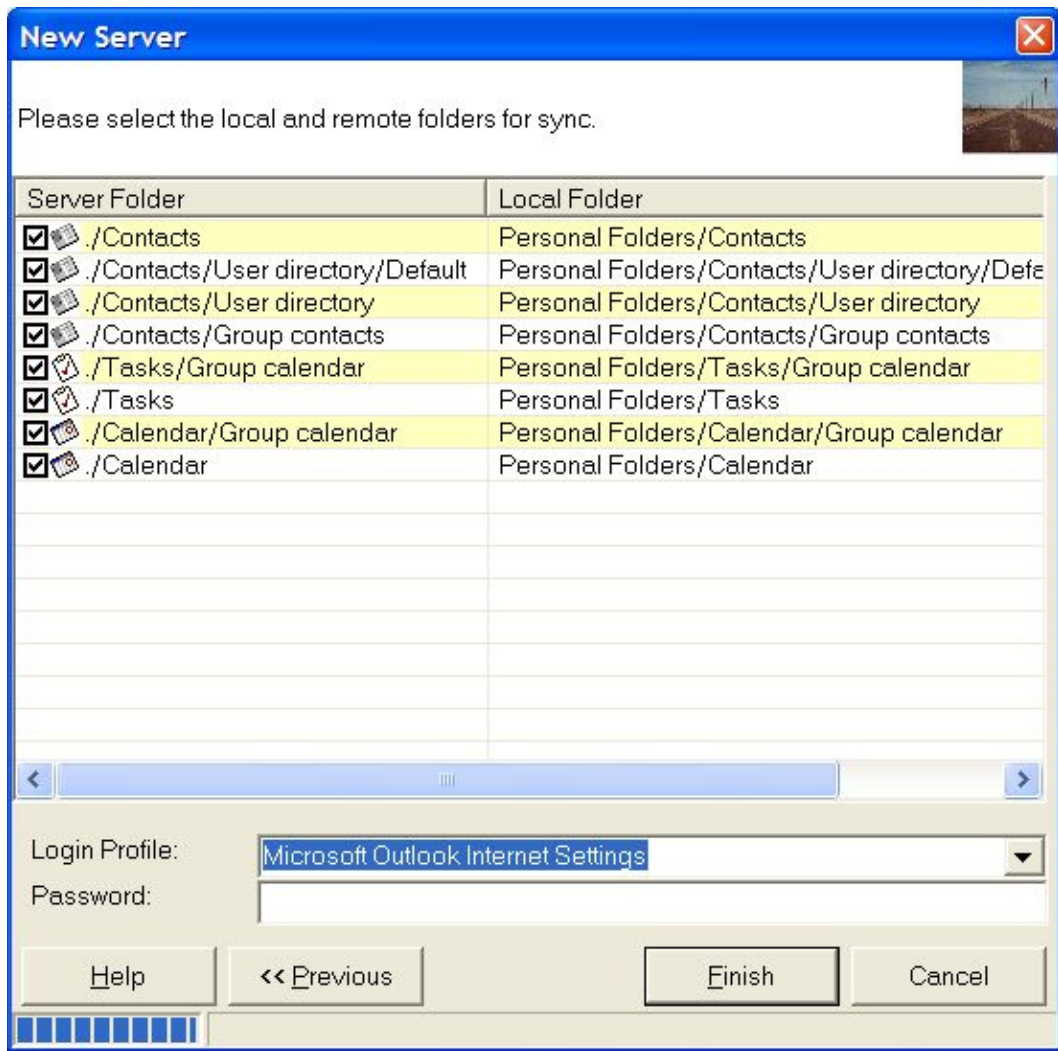 New Server
Please select the local and remote folders for sync.
Server Folder Local Folder
./Contacts Personal Folders/Contacts
./Contacts/User directory/Default Personal Folders/Contacts/User directory/Defa
./Contacts/User directory Personal Folders/Contacts/User directory
./Contacts/Group contacts Personal Folders/Contacts/Group contacts
./Tasks/Group calendar Personal Folders/Tasks/Group calendar
./Tasks Personal Folders/Tasks
./Calendar/Group calendar Personal Folders/Calendar/Group calendar
./Calendar Personal Folders/Calendar
Login Profile: Microsoft Outlook Internet Settings
Password:
Help << Previous Finish Cancel